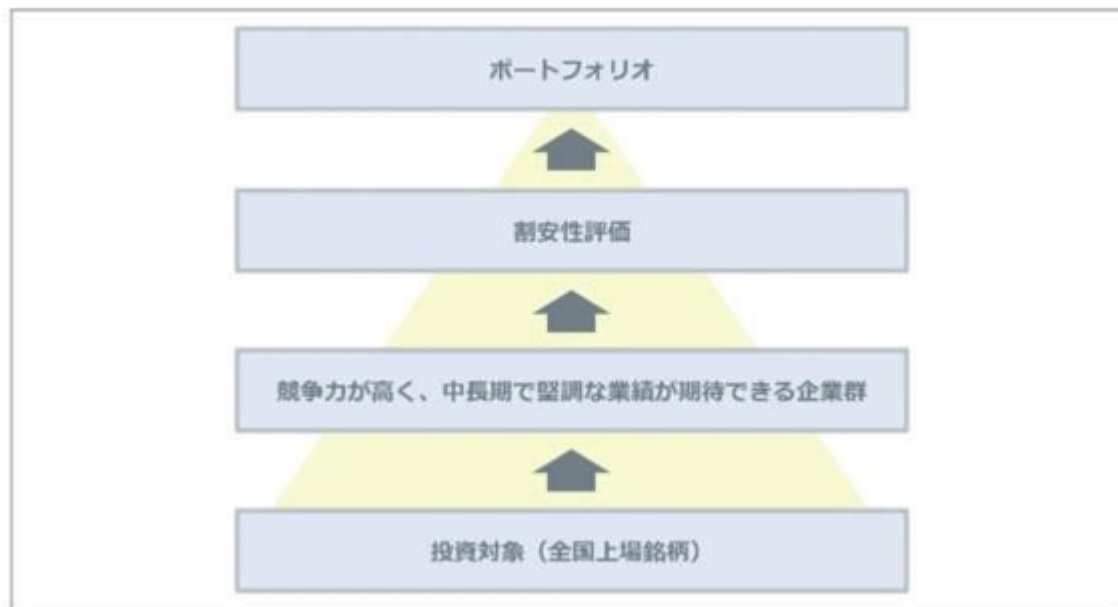 ポートフォリオ
割安性評価
競争力が高く、中長期で堅調な業績が期待できる企業群
投資対象（全国上場銘柄）